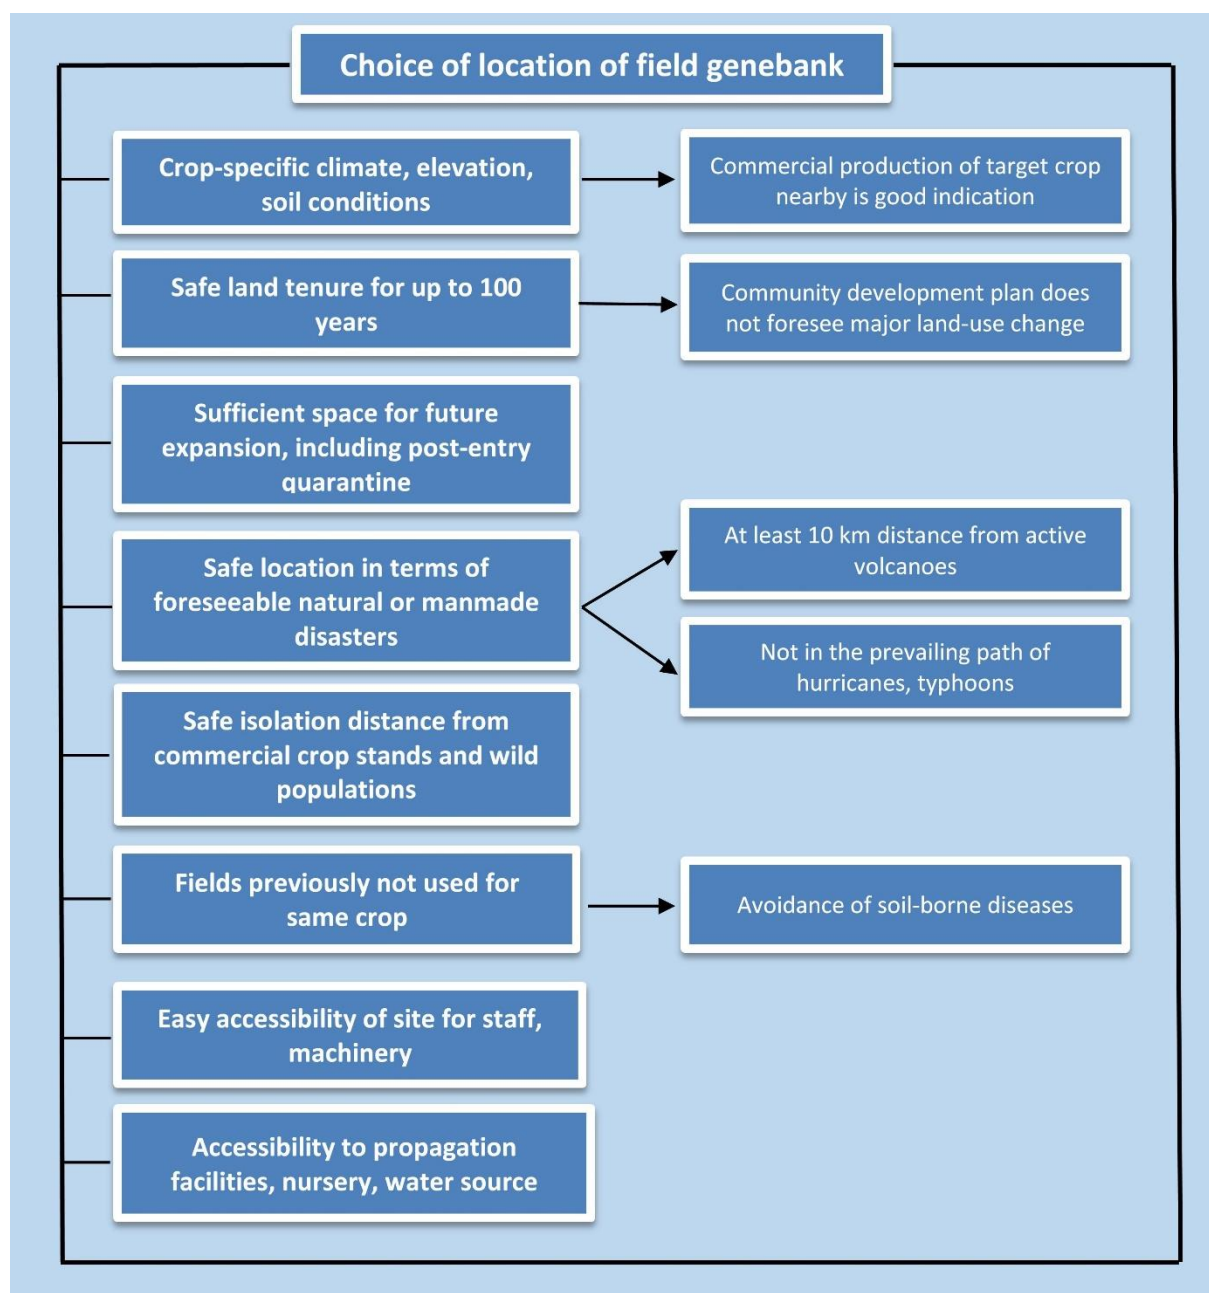 Choice of location of field genebank
Crop-specific climate, elevation,
soil conditions
Commercial production of target crop
nearby is good indication
Safe land tenure for up to 100
years
Community development plan does
not foresee major land-use change
Sufficient space for future
expansion, including post-entry
quarantine
Safe location in terms of
foreseeable natural or manmade
disasters
At least 10 km distance from active
volcanoes
Not in the prevailing path of
hurricanes, typhoons
Safe isolation distance from
commercial crop stands and wild
populations
Fields previously not used for
same crop
Avoidance of soil-borne diseases
Easy accessibility of site for staff,
machinery
Accessibility to propagation
facilities, nursery, water source